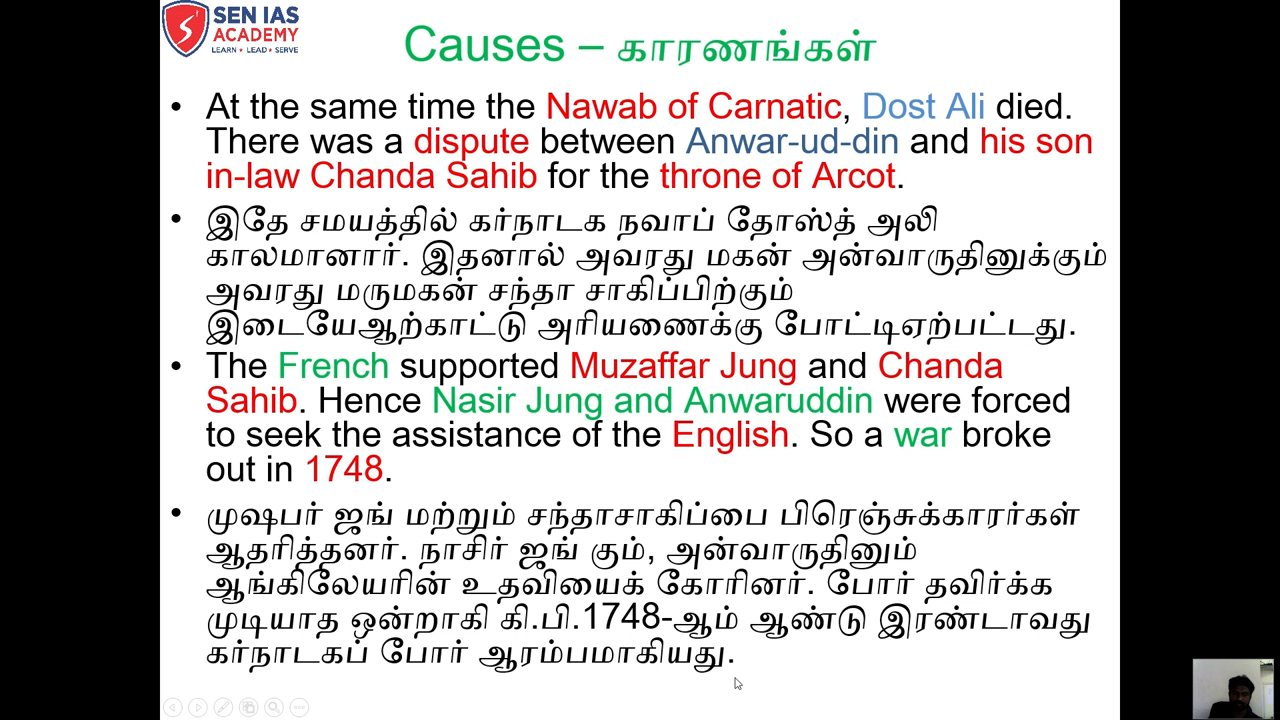 SEN IAS
ACADEMY
LEARN • LEAD • SERVE
Causes – காரணங்கள்
• At the same time the Nawab of Carnatic, Dost Ali died.
There was a dispute between Anwar-ud-din and his son
in-law Chanda Sahib for the throne of Arcot.
• இதே சமயத்தில் கர்நாடக நவாப் தோஸ்த் அலி
காலமானார். இதனால் அவரது மகன் அன்வாருதினுக்கும்
அவரது மருமகன் சந்தா சாகிப்பிற்கும்
இடையேஆற்காட்டு அரியணைக்கு போட்டிஏற்பட்டது.
• The French supported Muzaffar Jung and Chanda
Sahib. Hence Nasir Jung and Anwaruddin were forced
to seek the assistance of the English. So a war broke
out in 1748.
• முஷபர் ஜங் மற்றும் சந்தாசாகிப்பை பிரெஞ்சுக்காரர்கள்
ஆதரித்தனர். நாசிர் ஜங் கும், அன்வாருதினும்
ஆங்கிலேயரின் உதவியைக் கோரினர். போர் தவிர்க்க
முடியாத ஒன்றாகி கி.பி.1748-ஆம் ஆண்டு இரண்டாவது
கர்நாடகப் போர் ஆரம்பமாகியது.